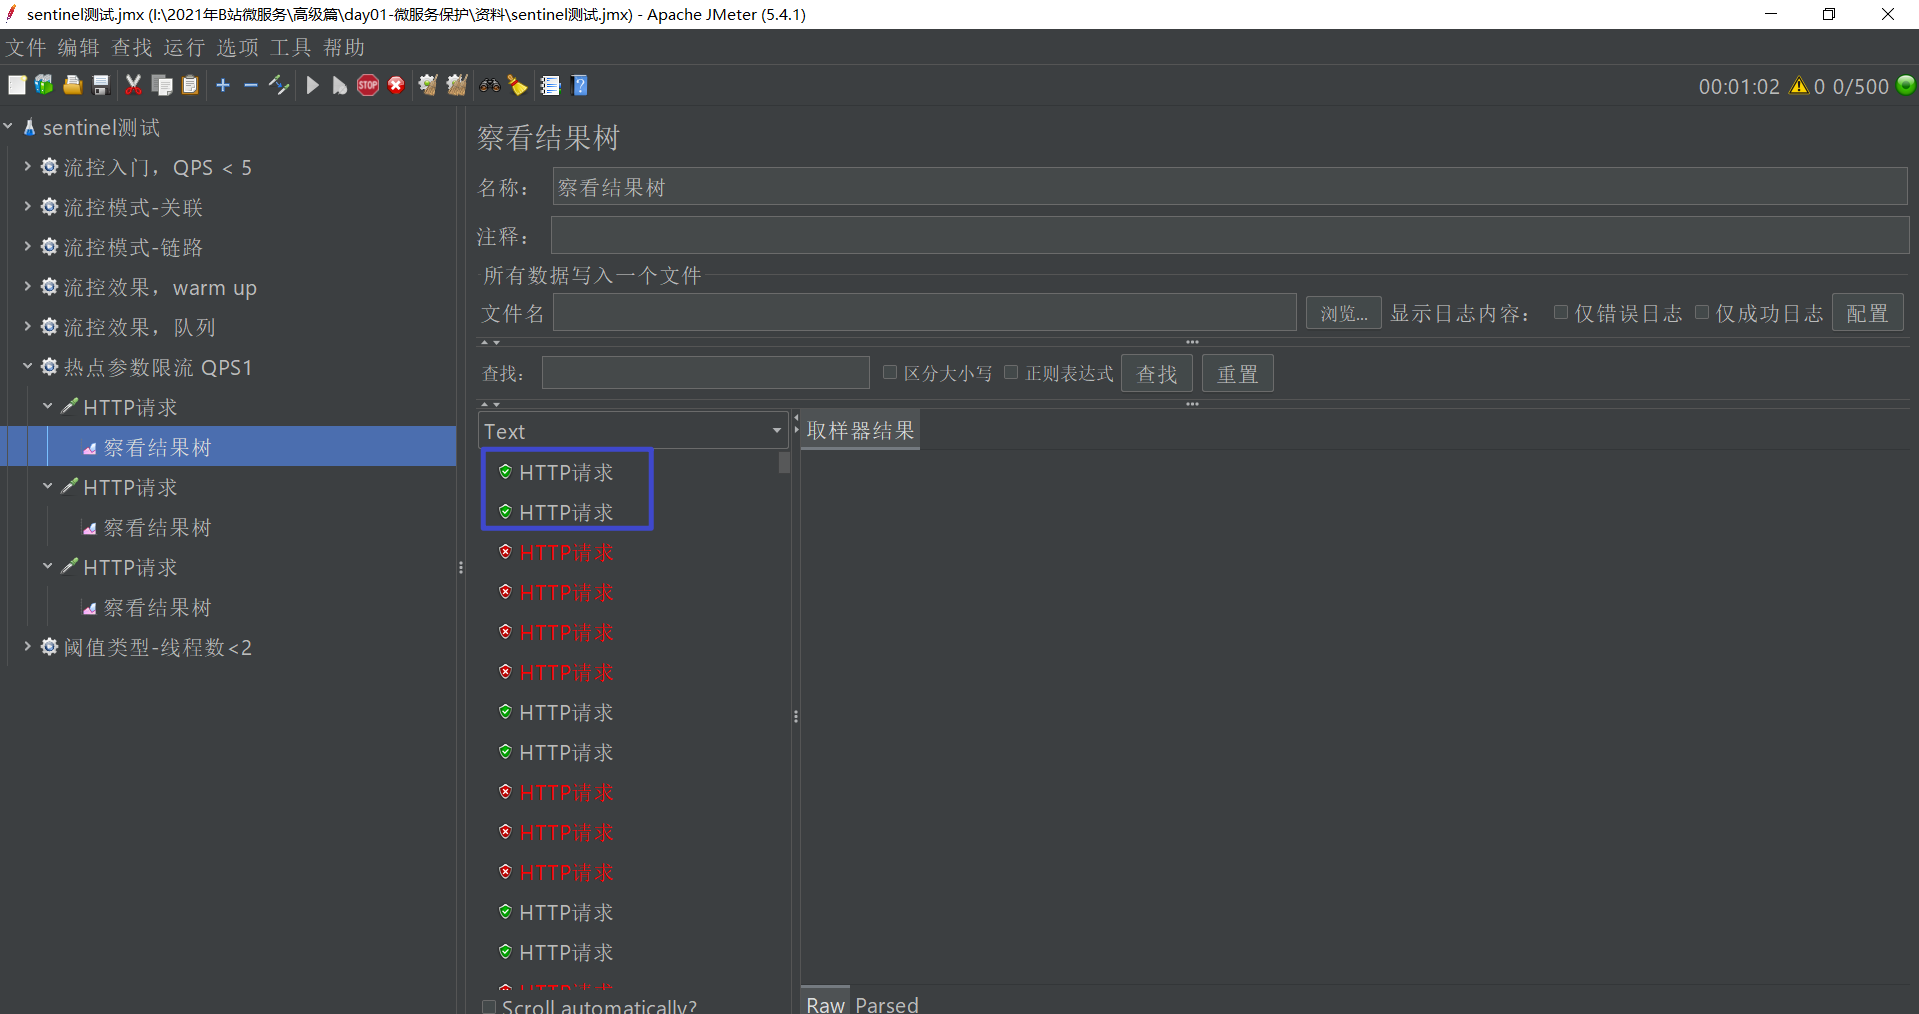 sentinel测试.jmx (I:\2021年B站微服务\高级篇\day01-微服务保护\资料\sentinel测试.jmx) - Apache JMeter (5.4.1)
文件 编辑 查找 运行 选项 工具 帮助
STOP
00:01:02 0 0/500
sentinel测试
流控入门，QPS < 5
流控模式-关联
流控模式-链路
流控效果，warm up
流控效果，队列
热点参数限流 QPS1
HTTP请求
察看结果树
HTTP请求
察看结果树
HTTP请求
察看结果树
阈值类型-线程数<2
察看结果树
名称： 察看结果树
注释：
所有数据写入一个文件
文件名 浏览... 显示日志内容： 仅错误日志 仅成功日志 配置
查找： 区分大小写 正则表达式 查找 重置
Text
取样器结果
HTTP请求
HTTP请求
HTTP请求
HTTP请求
HTTP请求
HTTP请求
HTTP请求
HTTP请求
HTTP请求
HTTP请求
HTTP请求
HTTP请求
HTTP请求
HTTP请求
Scroll automatically?
Raw Parsed